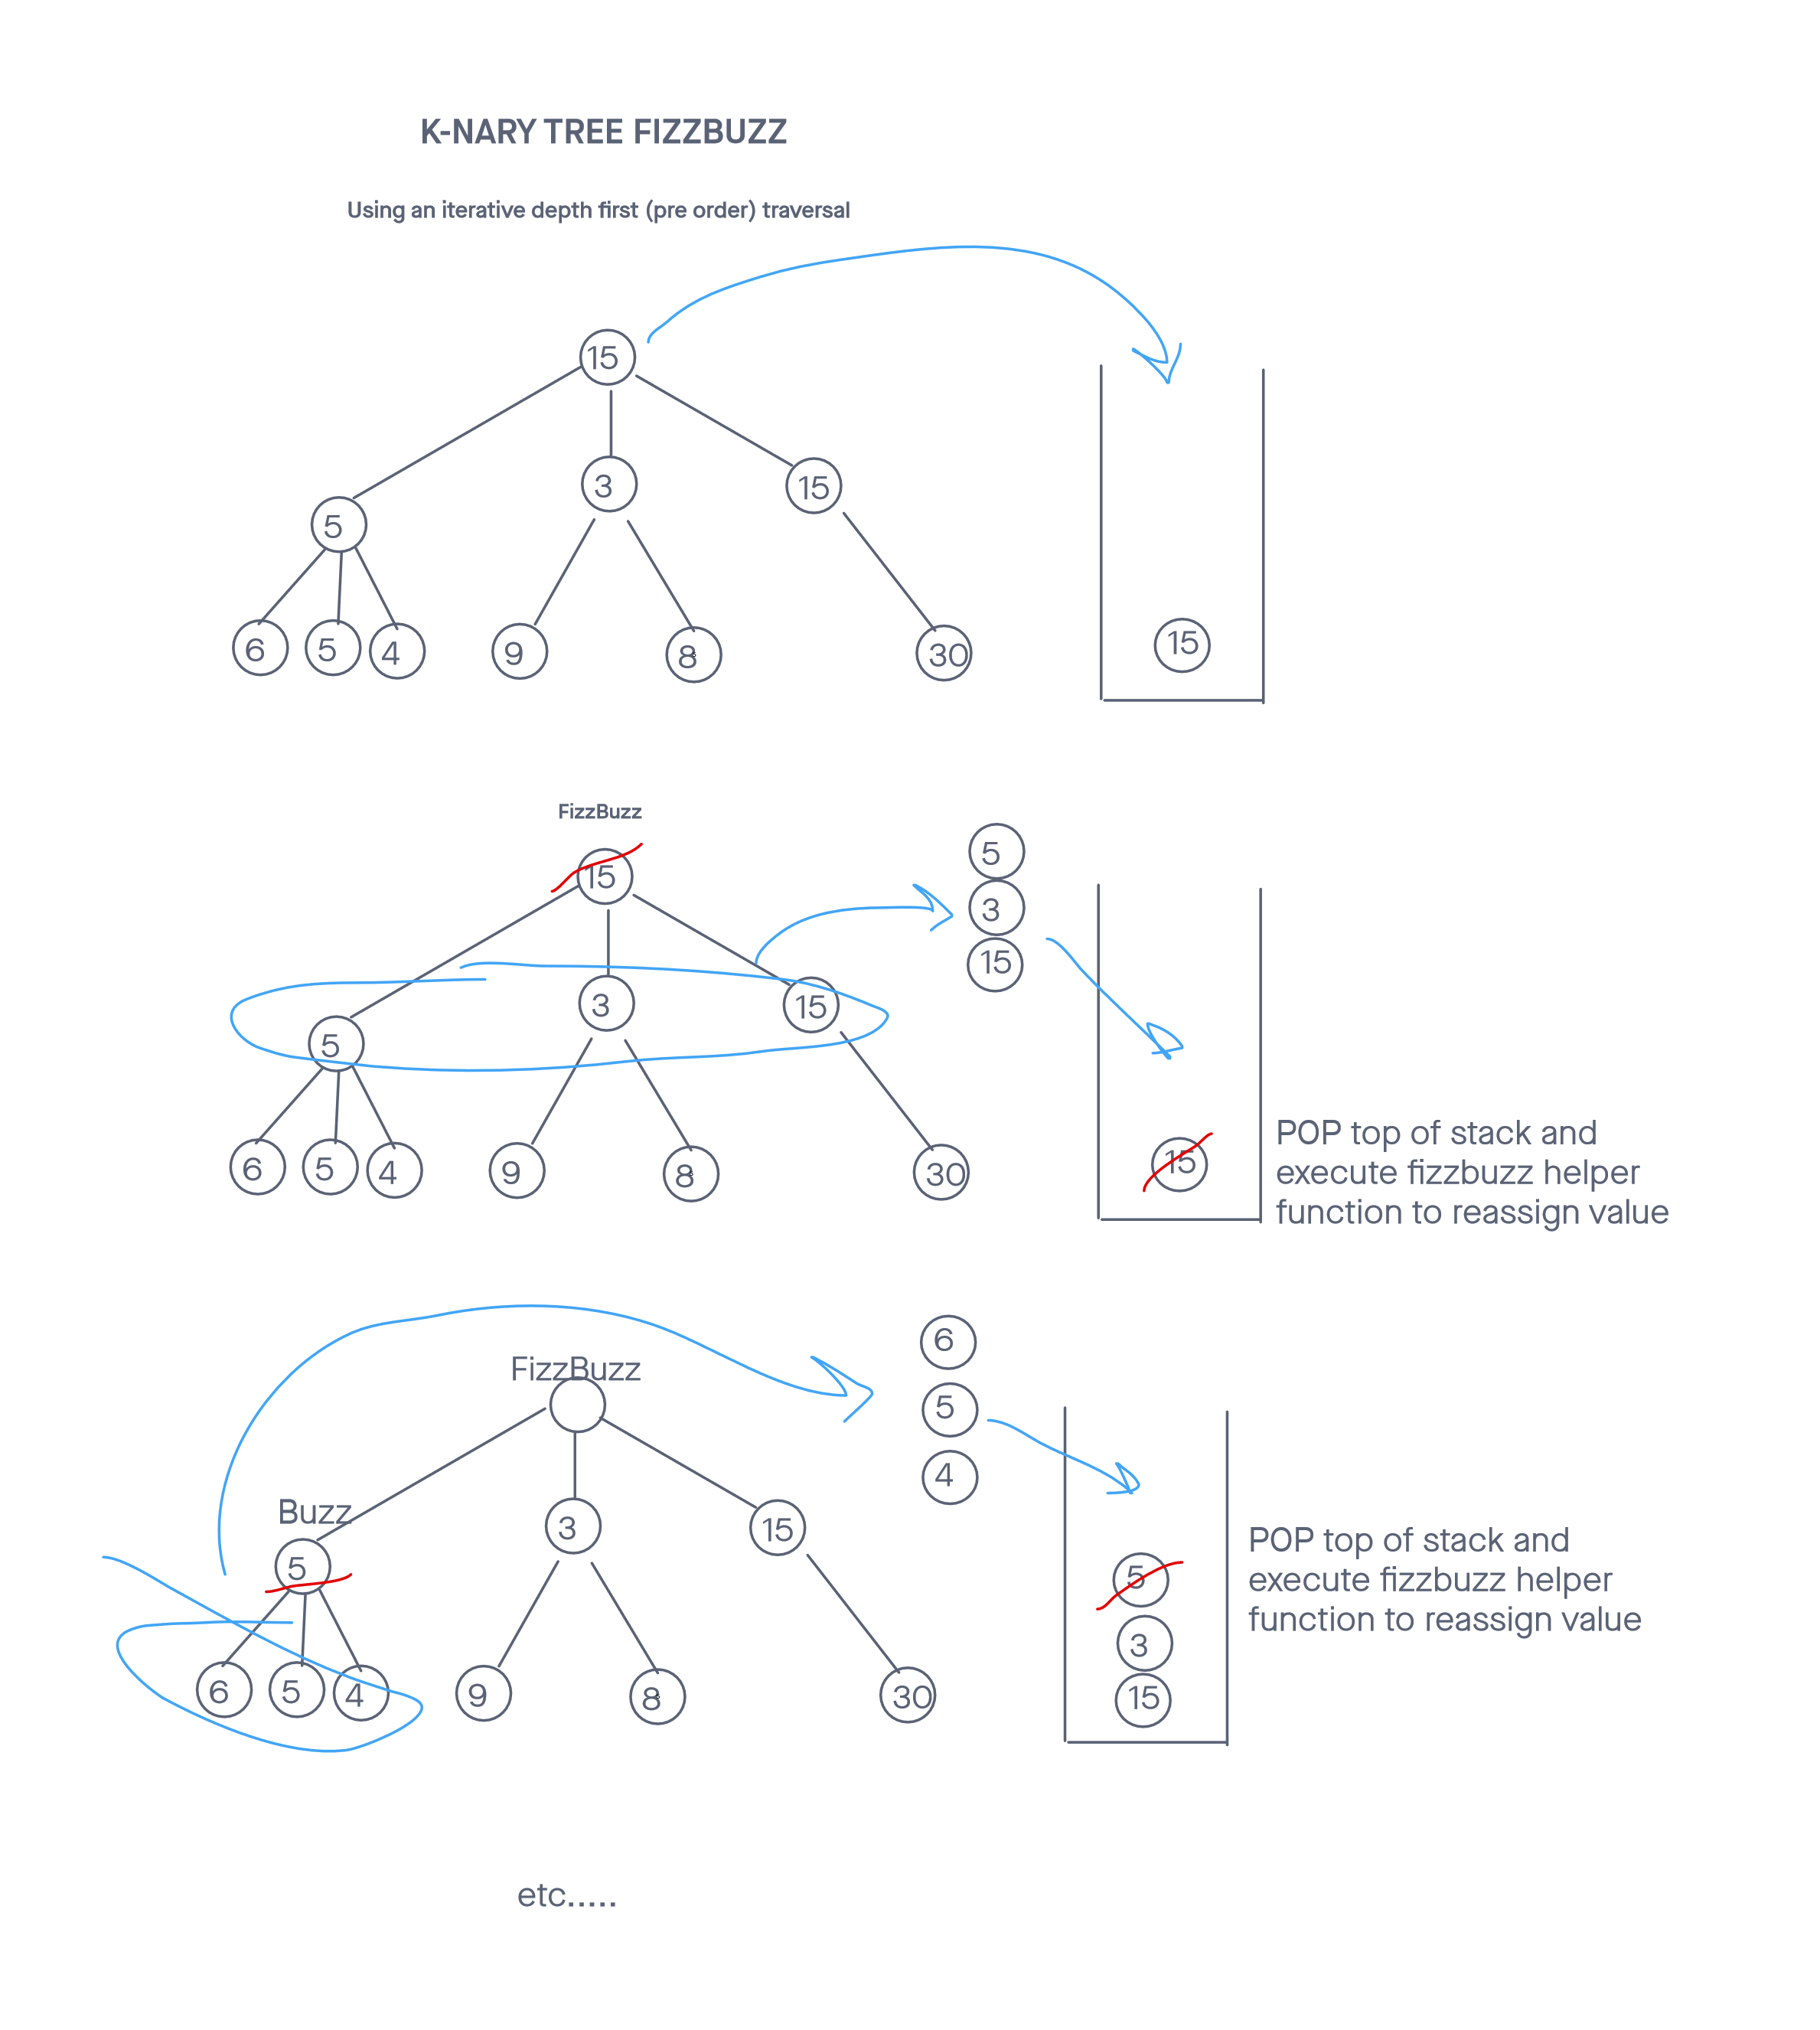 K-NARY TREE FIZZBUZZ
Using an iterative depth first (pre order) traversal
15
3
15
5
6 5 4 9 8 30
15
FizzBuzz
15
5
3
15
3
15
5
6 5 4 9 8 30
15
POP top of stack and
execute fizzbuzz helper
function to reassign value
FizzBuzz
6
5
4
Buzz
5
3
15
6 5 4 9 8 30
5
3
15
POP top of stack and
execute fizzbuzz helper
function to reassign value
etc.....